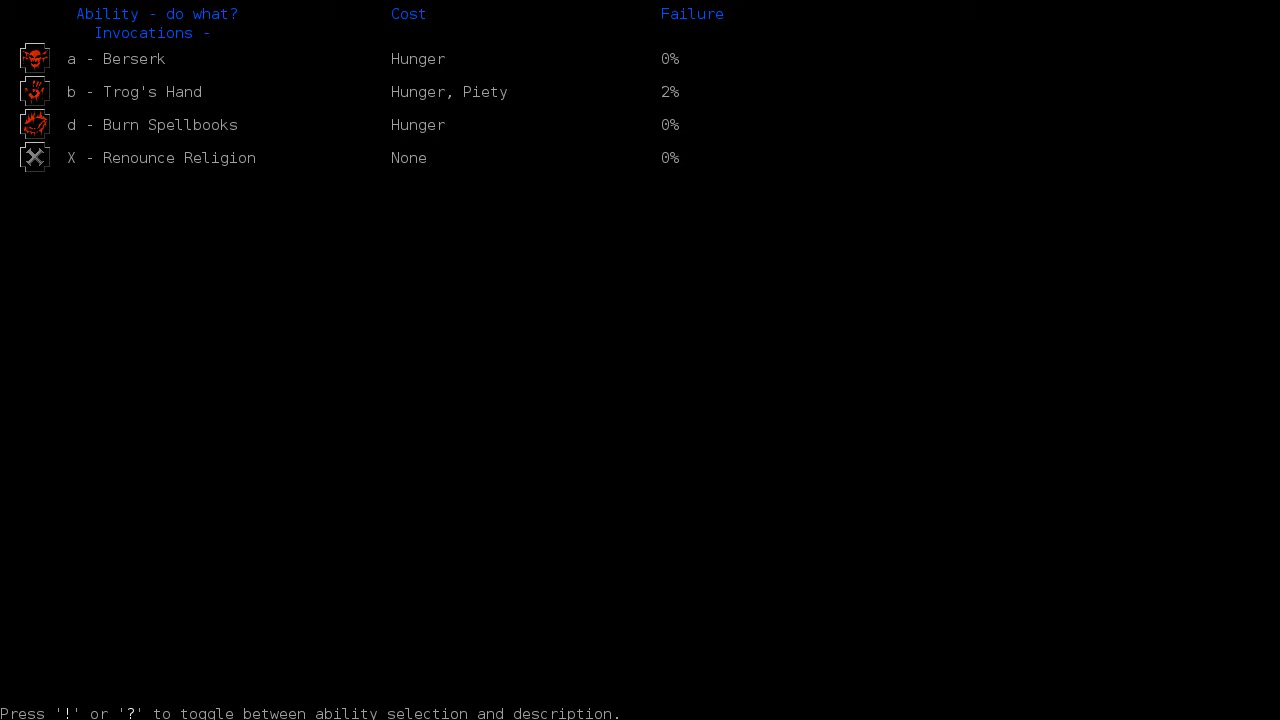 Ability - do what? Cost Failure
Invocations -
a - Berserk Hunger 0%
b - Trog's Hand Hunger, Piety 2%
d - Burn Spellbooks Hunger 0%
X - Renounce Religion None 0%
Press '!' or '?' to toggle between ability selection and description.